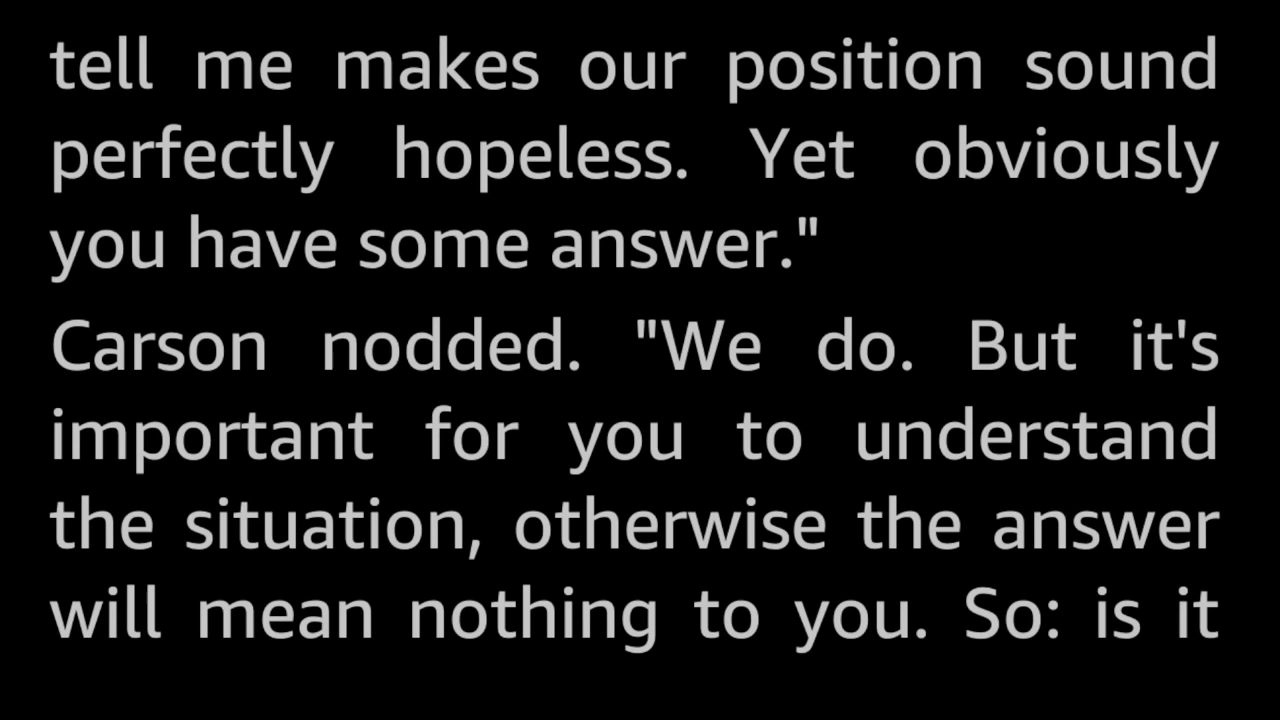 tell me makes our position sound
perfectly hopeless. Yet obviously
you have some answer."
Carson nodded. "We do. But it's
important for you to understand
the situation, otherwise the answer
will mean nothing to you. So: is it